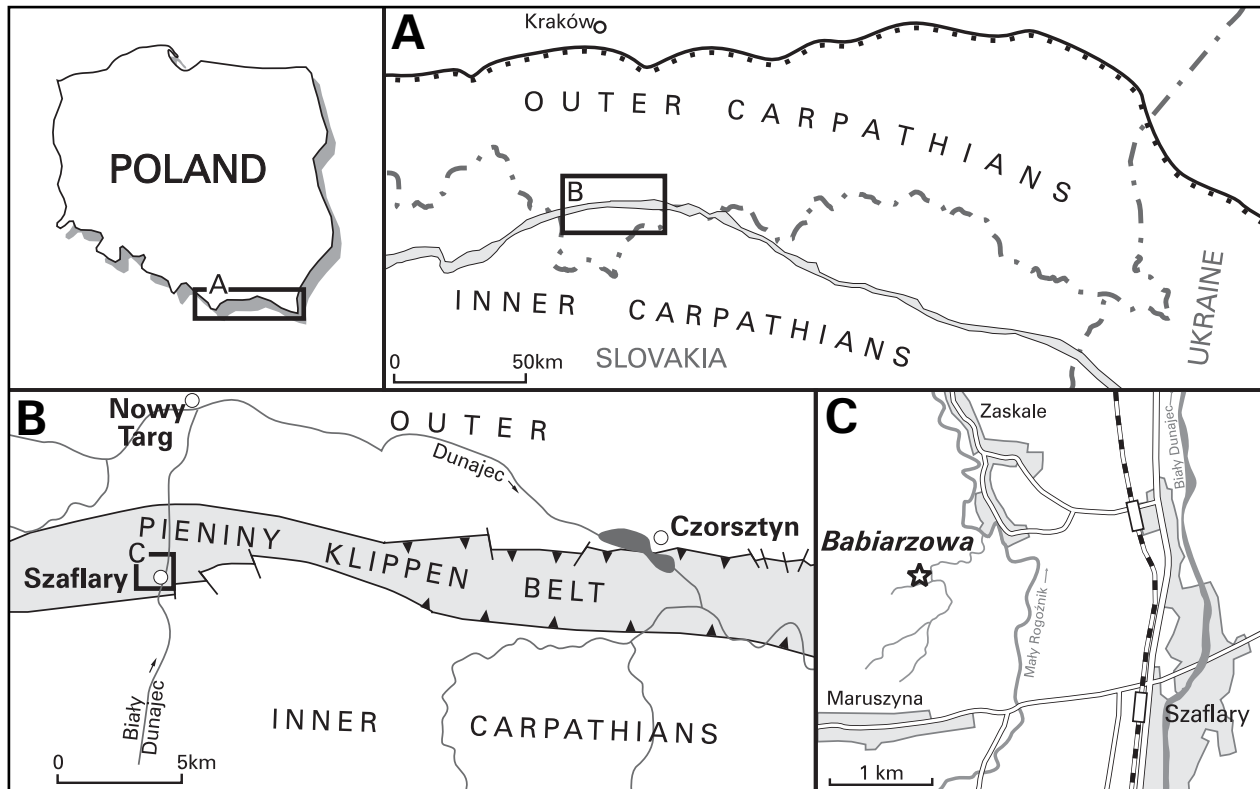 POLAND
A
A
Kraków
OUTER CARPATHIANS
B
INNER CARPATHIANS
SLOVAKIA
UKRAINE
0 50km
B
Nowy
Targ
OUTER
Dunajec
PIENINY KLIPPEN BELT
C
Szaflary
Czorsztyn
Biały
Dunajec
INNER CARPATHIANS
0 5km
C
Zaskale
Biały Dunajec
Babiarzowa
Mały Rogoźnik
Maruszyna
Szaflary
1 km